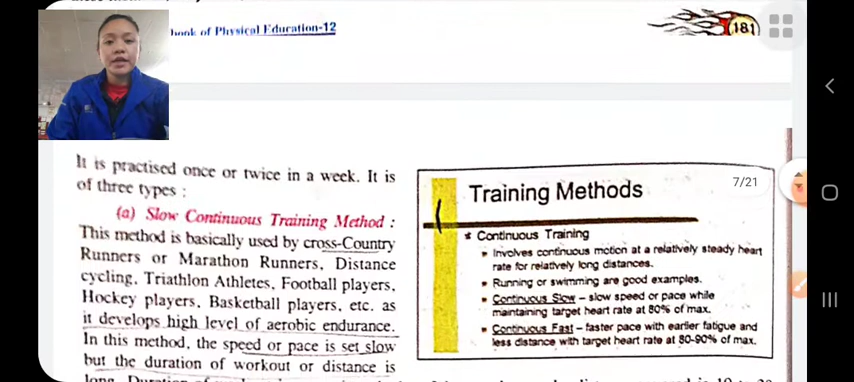 book of Physical Education-12
181
It is practised once or twice in a week. It is
of three types :
(a) Slow Continuous Training Method :
This method is basically used by cross-Country
Runners or Marathon Runners, Distance
cycling, Triathlon Athletes, Football players,
Hockey players, Basketball players, etc. as
it develops high level of aerobic endurance.
In this method, the speed or pace is set slow
but the duration of workout or distance is
7/21
Training Methods
Continuous Training
Involves continuous motion at a relatively steady heart
rate for relatively long distances.
Running or swimming are good examples.
Continuous Slow – slow speed or pace while
maintaining target heart rate at 80% of max.
Continuous Fast – faster pace with earlier fatigue and
less distance with target heart rate at 80-90% of max.